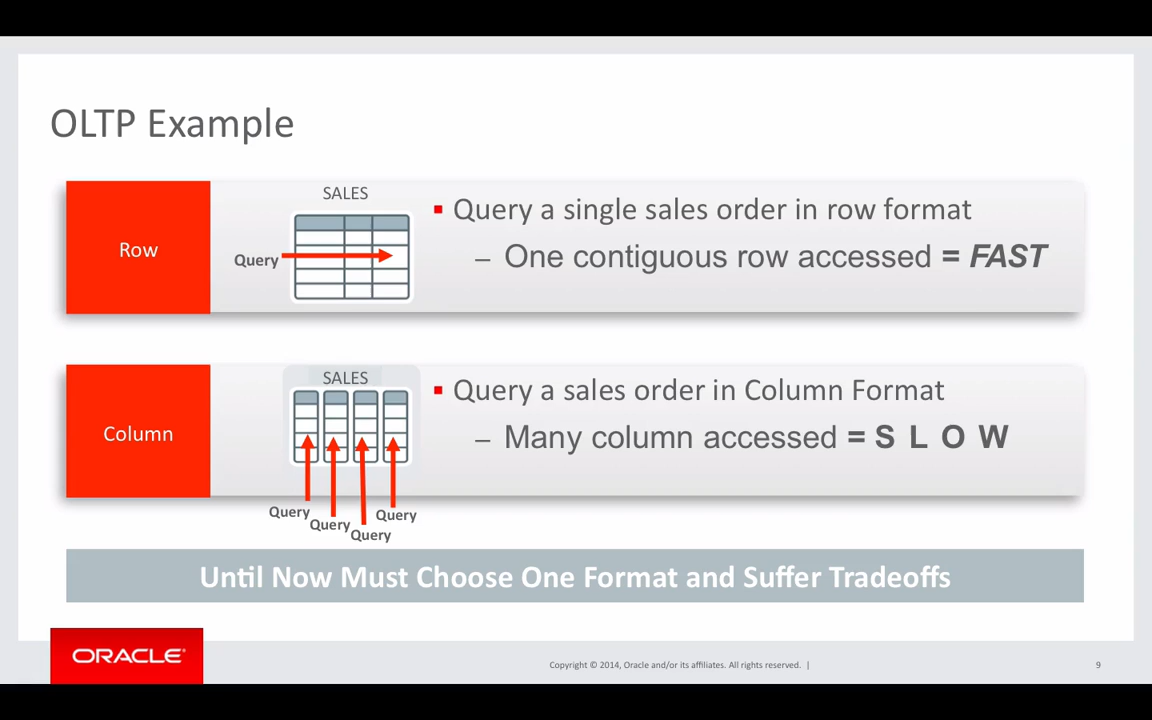 OLTP Example
SALES
Row
Query
▪ Query a single sales order in row format
– One contiguous row accessed = FAST
SALES
Column
▪ Query a sales order in Column Format
– Many column accessed = S L O W
Query
Query
Query
Query
Until Now Must Choose One Format and Suffer Tradeoffs
ORACLE®
Copyright © 2014, Oracle and/or its affiliates. All rights reserved. |
9